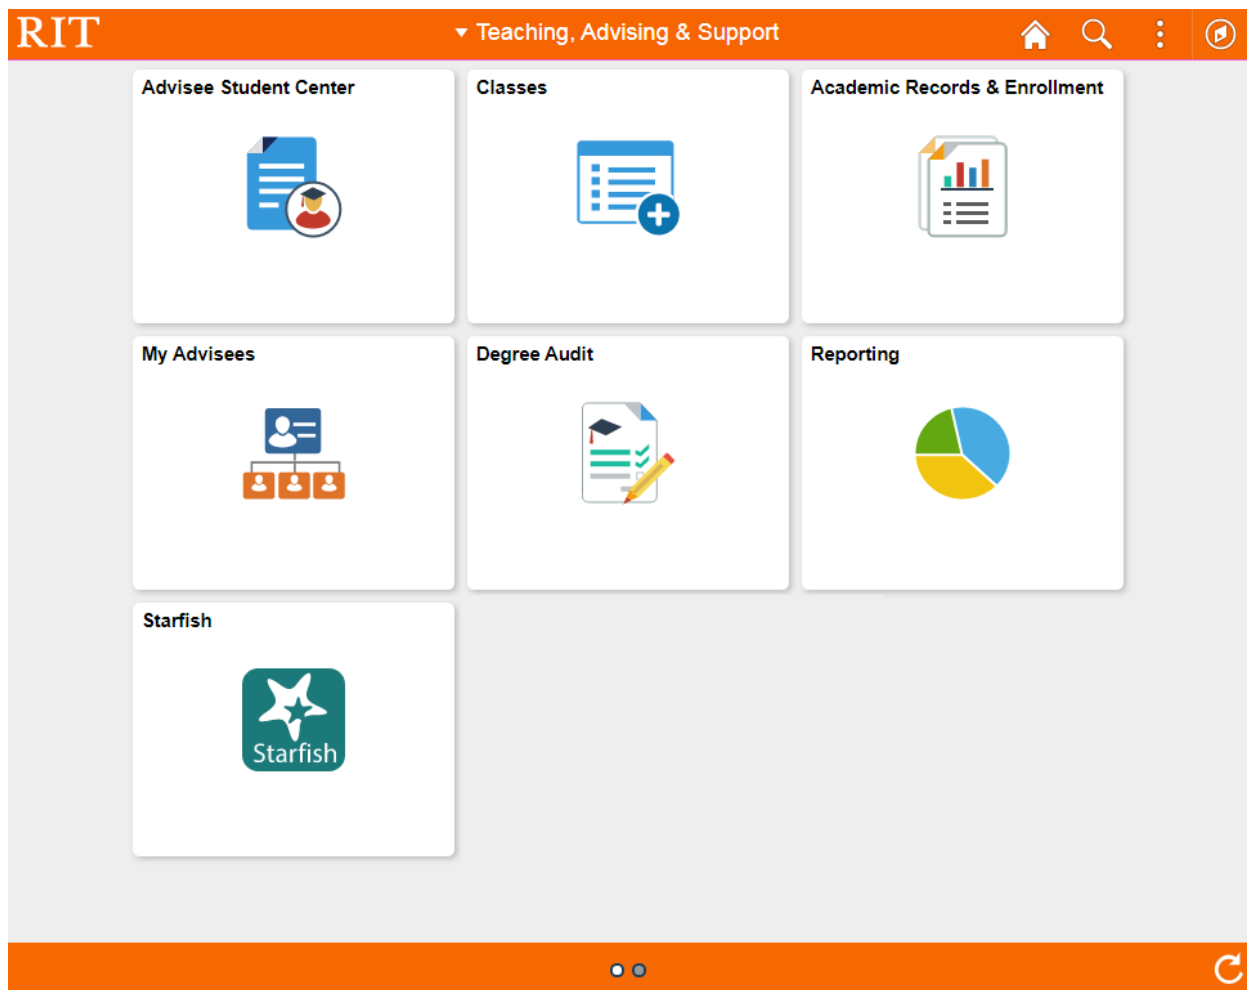 RIT
Teaching, Advising & Support
Advisee Student Center
Classes
Academic Records & Enrollment
My Advisees
Degree Audit
Reporting
Starfish
Starfish